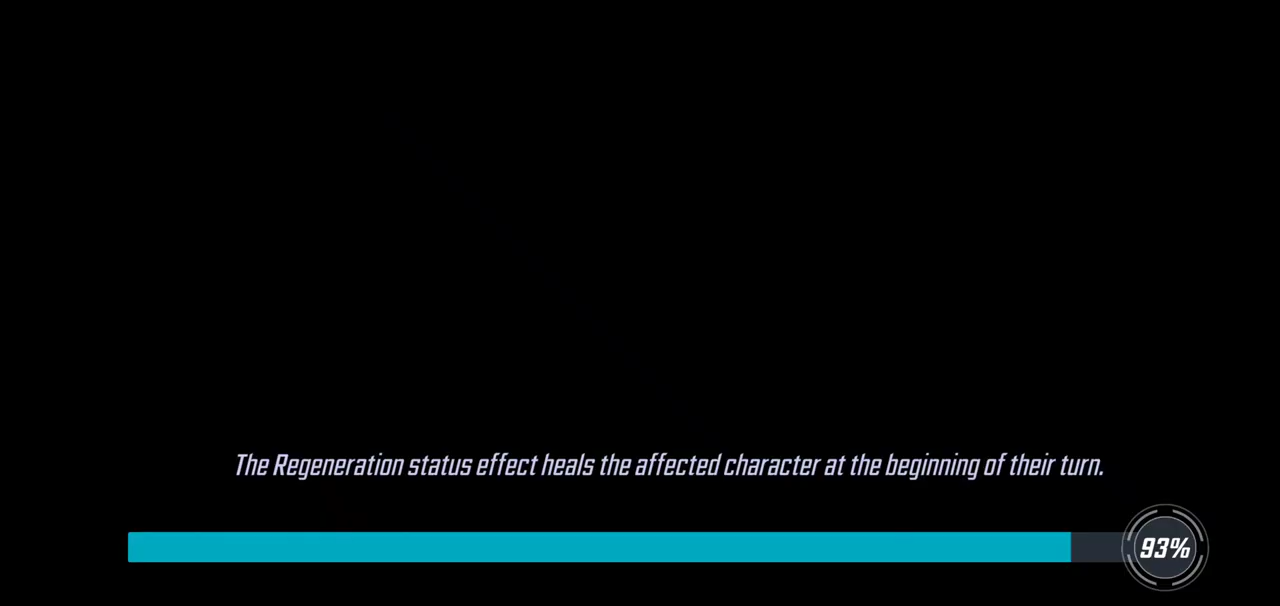 The Regeneration status effect heals the affected character at the beginning of their turn.
93%